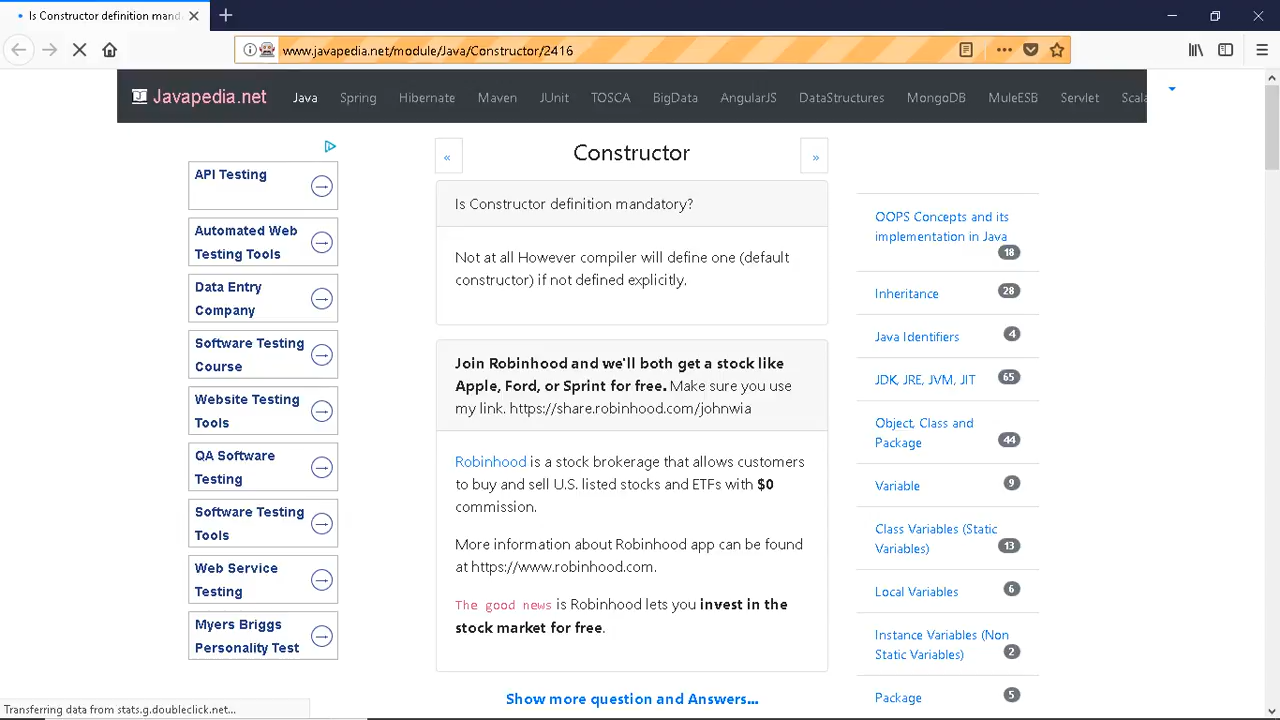 Is Constructor definition manda
www.javapedia.net/module/Java/Constructor/2416
Javapedia.net Java Spring Hibernate Maven JUnit TOSCA BigData AngularJS DataStructures MongoDB MuleESB Servlet Scala
API Testing
Automated Web
Testing Tools
Data Entry
Company
Software Testing
Course
Website Testing
Tools
QA Software
Testing
Software Testing
Tools
Web Service
Testing
Myers Briggs
Personality Test
« Constructor »
Is Constructor definition mandatory?
Not at all However compiler will define one (default
constructor) if not defined explicitly.
Join Robinhood and we'll both get a stock like
Apple, Ford, or Sprint for free. Make sure you use
my link. https://share.robinhood.com/johnwia
Robinhood is a stock brokerage that allows customers
to buy and sell U.S. listed stocks and ETFs with $0
commission.
More information about Robinhood app can be found
at https://www.robinhood.com.
The good news is Robinhood lets you invest in the
stock market for free.
Show more question and Answers...
OOPS Concepts and its
implementation in Java
18
Inheritance 28
Java Identifiers 4
JDK, JRE, JVM, JIT 65
Object, Class and
Package 44
Variable 9
Class Variables (Static
Variables) 13
Local Variables 6
Instance Variables (Non
Static Variables) 2
Package 5
Transferring data from stats.g.doubleclick.net...